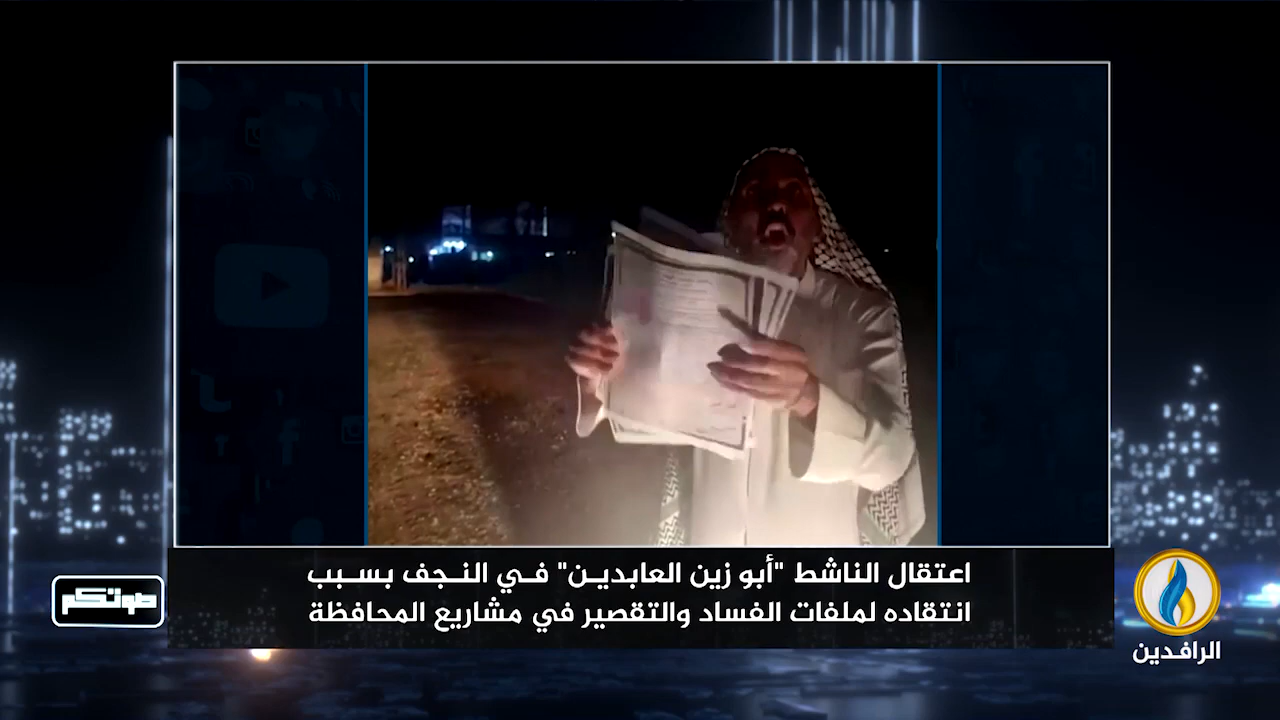 اعتقال الناشط "أبو زين العابدين" في النجف بسبب
انتقاده لملفات الفساد والتقصير في مشاريع المحافظة
صوتكم
الرافدين